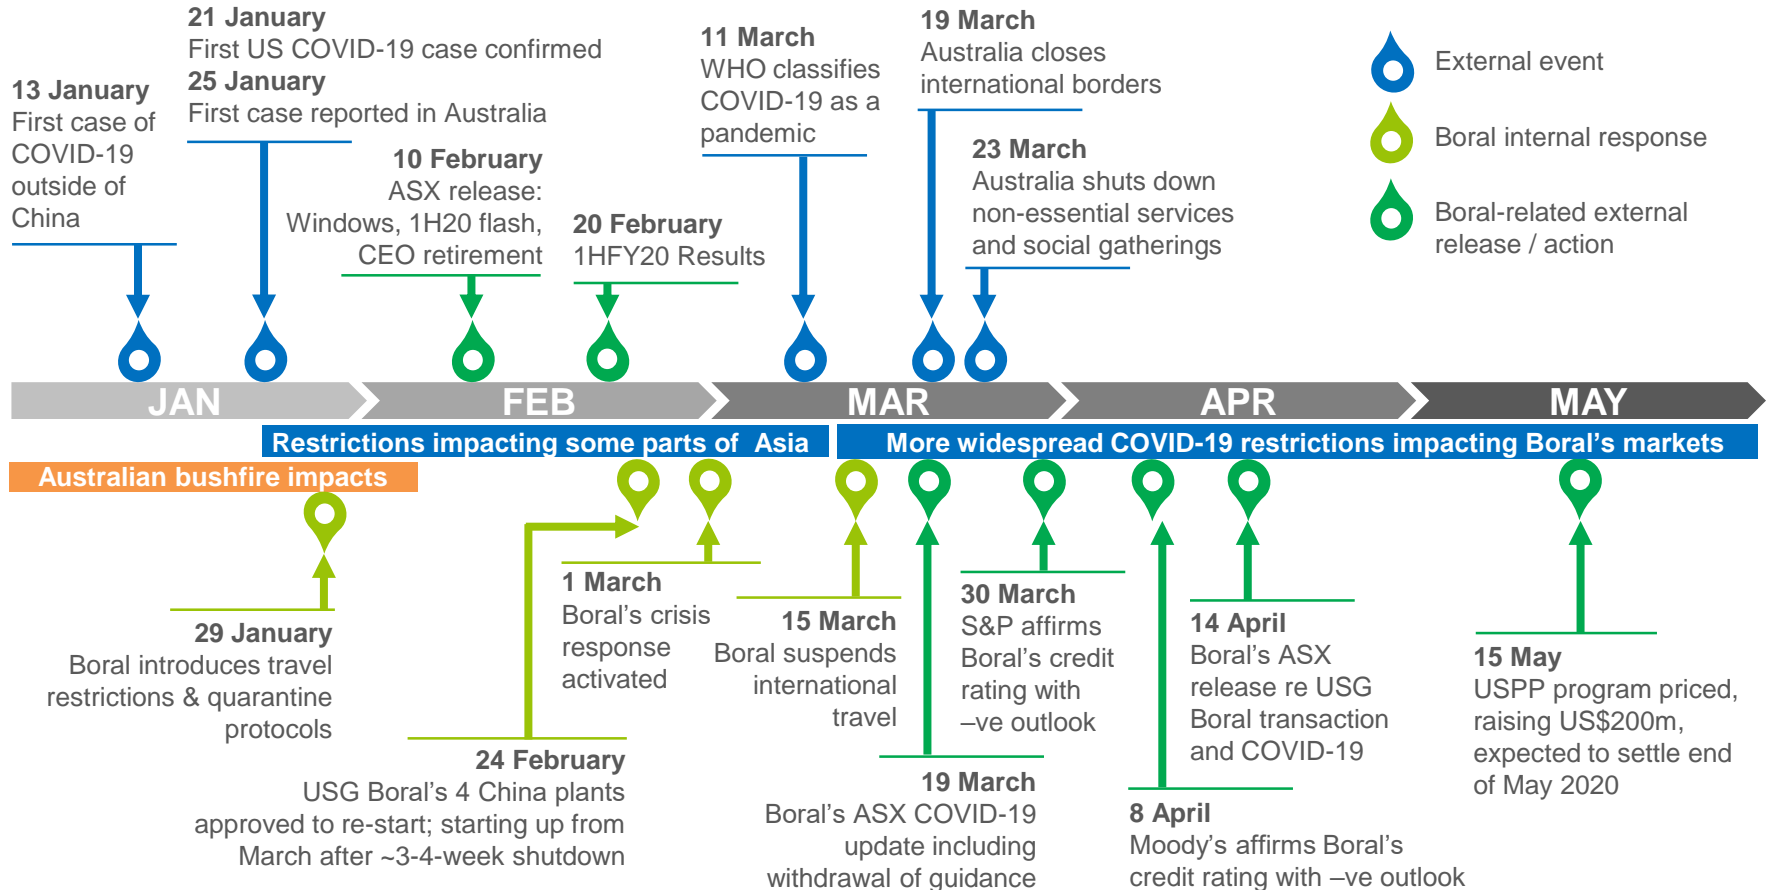 21 January
First US COVID-19 case confirmed
25 January
First case reported in Australia
13 January
First case of
COVID-19
outside of
China
10 February
ASX release:
Windows, 1H20 flash,
CEO retirement
20 February
1HFY20 Results
11 March
WHO classifies
COVID-19 as a
pandemic
19 March
Australia closes
international borders
23 March
Australia shuts down
non-essential services
and social gatherings
External event
Boral internal response
Boral-related external
release / action
JAN
FEB
MAR
APR
MAY
Restrictions impacting some parts of Asia
More widespread COVID-19 restrictions impacting Boral's markets
Australian bushfire impacts
29 January
Boral introduces travel
restrictions & quarantine
protocols
24 February
USG Boral's 4 China plants
approved to re-start; starting up from
March after ~3-4-week shutdown
1 March
Boral's crisis
response
activated
15 March
Boral suspends
international
travel
19 March
Boral's ASX COVID-19
update including
withdrawal of guidance
30 March
S&P affirms
Boral's credit
rating with
–ve outlook
8 April
Moody's affirms Boral's
credit rating with –ve outlook
14 April
Boral's ASX
release re USG
Boral transaction
and COVID-19
15 May
USPP program priced,
raising US$200m,
expected to settle end
of May 2020